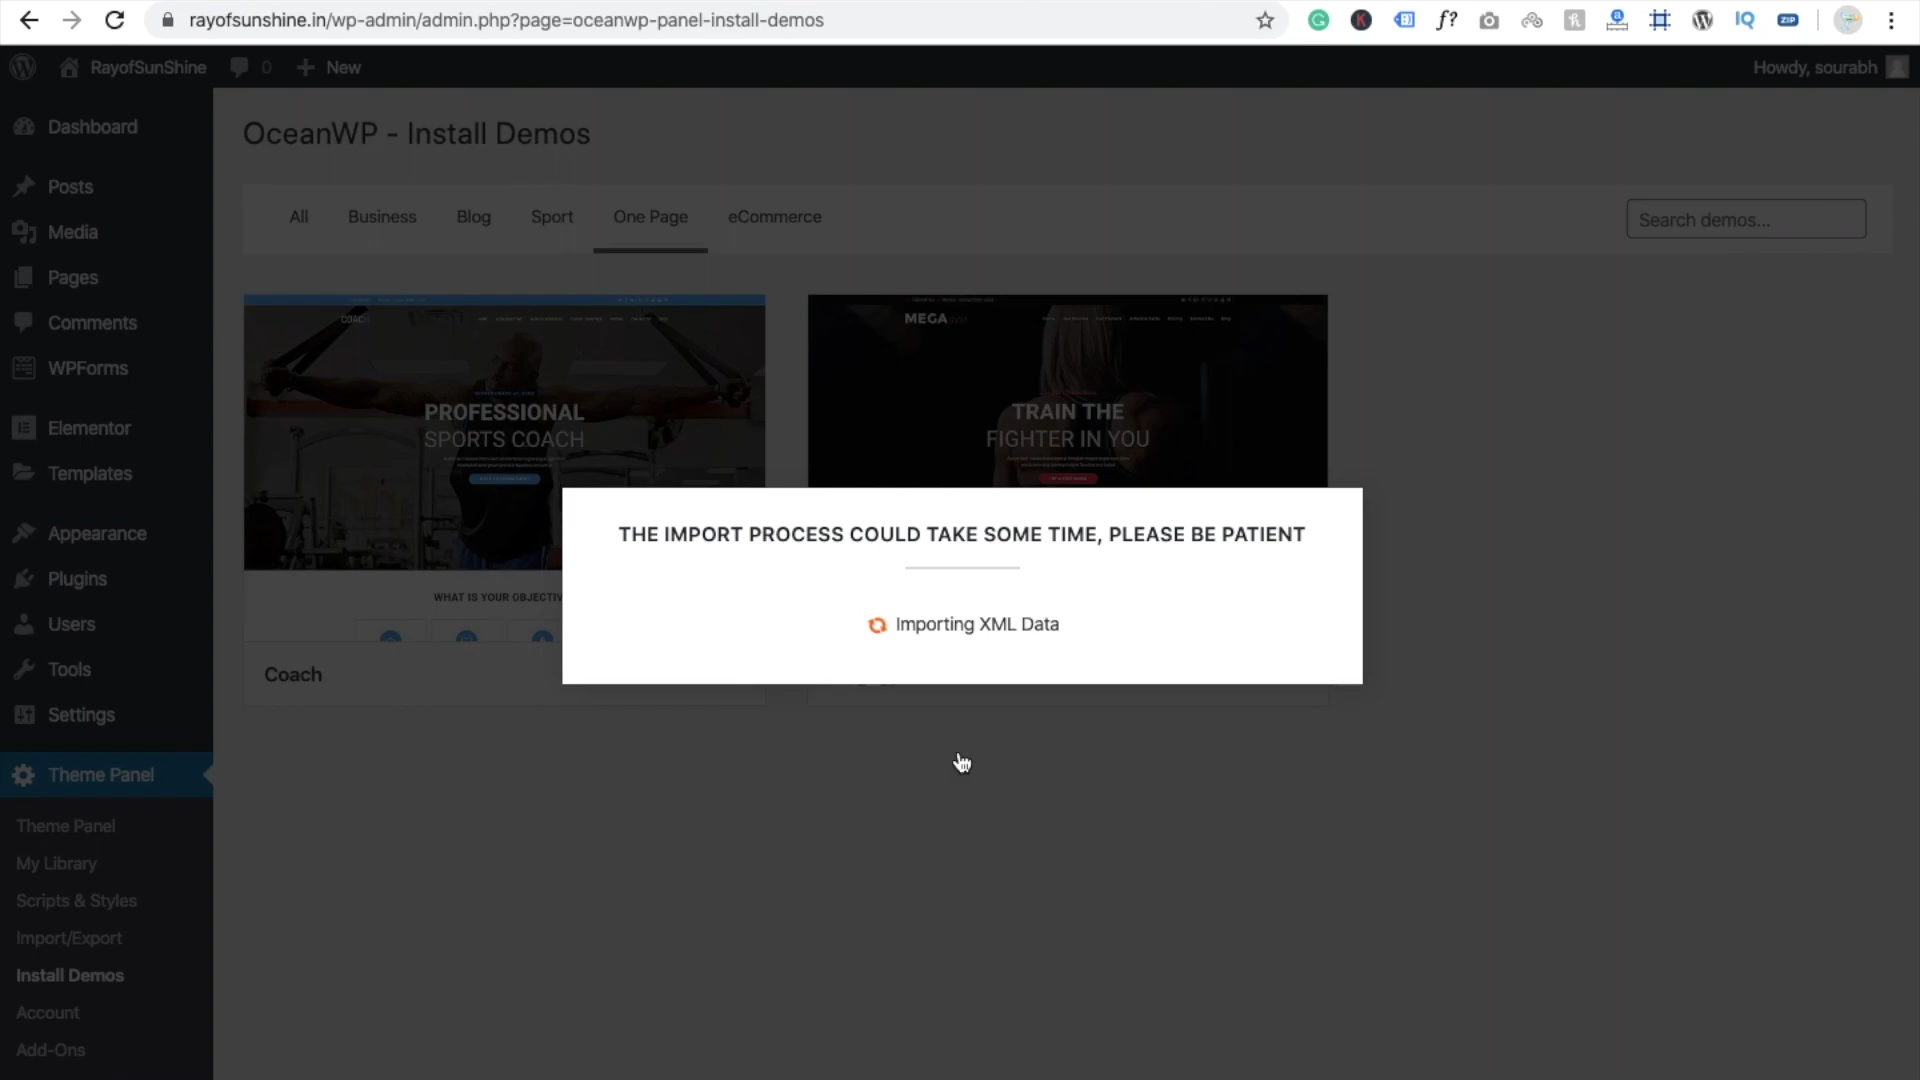 rayofsunshine.in/wp-admin/admin.php?page=oceanwp-panel-install-demos
f?
ZIP
RayofSunShine
0
New
Howdy, sourabh
Dashboard
Posts
Media
Pages
Comments
WPForms
Elementor
Templates
Appearance
Plugins
Users
Tools
Settings
Theme Panel
Theme Panel
My Library
Scripts & Styles
Import/Export
Install Demos
Account
Add-Ons
OceanWP - Install Demos
All
Business
Blog
Sport
One Page
eCommerce
Search demos...
COACH
PROFESSIONAL
SPORTS COACH
WHAT IS YOUR OBJECTIV
Coach
MEGA
TRAIN THE
FIGHTER IN YOU
THE IMPORT PROCESS COULD TAKE SOME TIME, PLEASE BE PATIENT
Importing XML Data